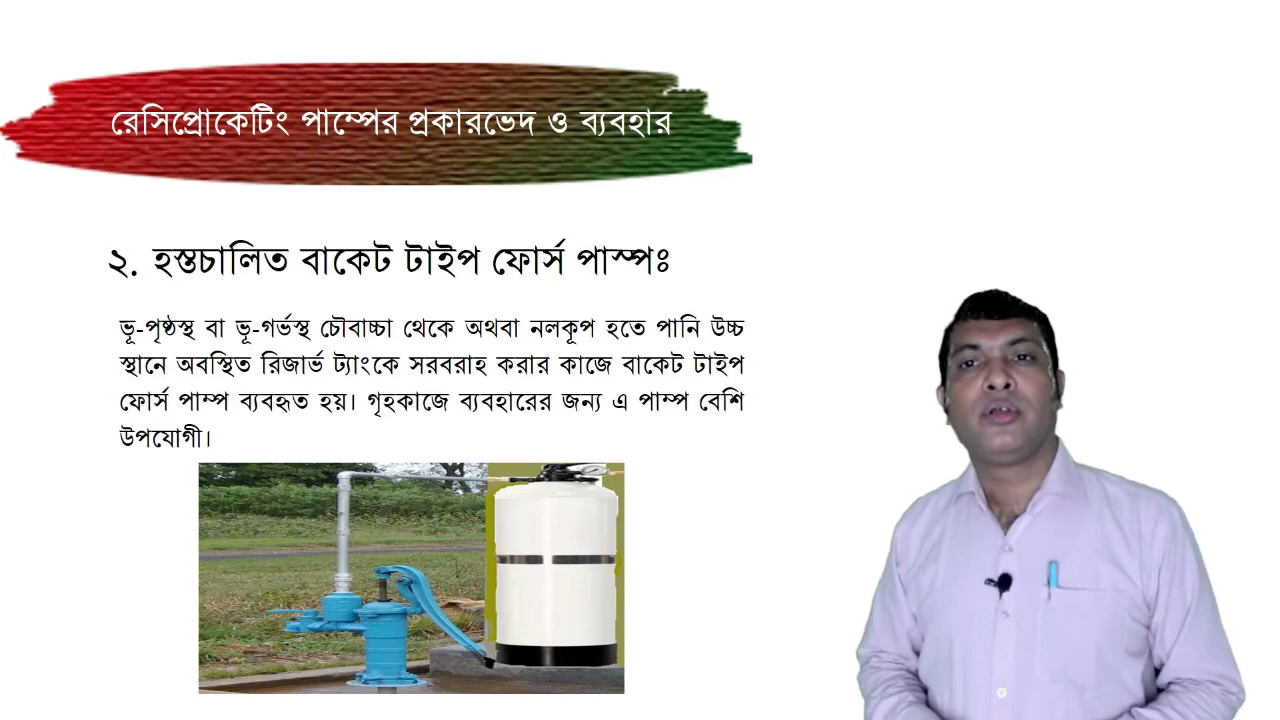 রেসিপ্রোকেটিং পাম্পের প্রকারভেদ ও ব্যবহার
২. হস্তচালিত বাকেট টাইপ ফোর্স পাস্পঃ
ভূ-পৃষ্ঠস্থ বা ভূ-গর্ভস্থ চৌবাচ্চা থেকে অথবা নলকূপ হতে পানি উচ্চ
স্থানে অবস্থিত রিজার্ভ ট্যাংকে সরবরাহ করার কাজে বাকেট টাইপ
ফোর্স পাম্প ব্যবহৃত হয়। গৃহকাজে ব্যবহারের জন্য এ পাম্প বেশি
উপযোগী।